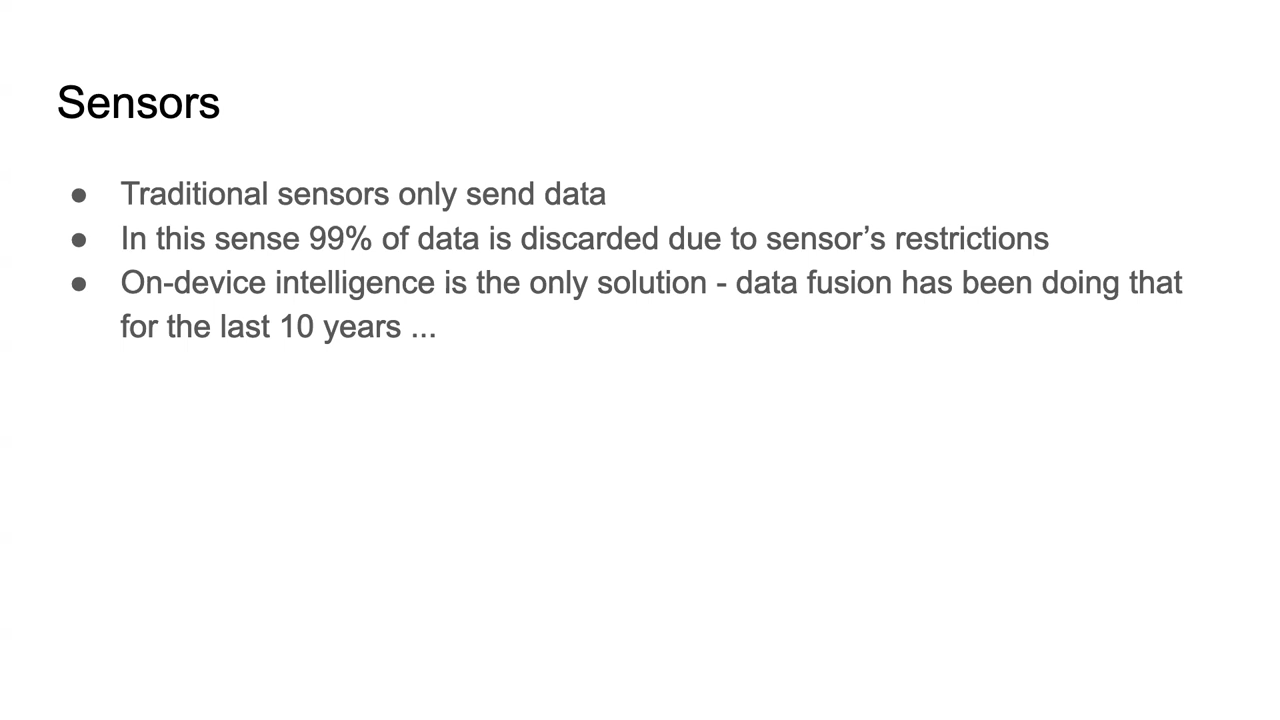 Sensors
● Traditional sensors only send data
● In this sense 99% of data is discarded due to sensor’s restrictions
● On-device intelligence is the only solution - data fusion has been doing that
for the last 10 years ...